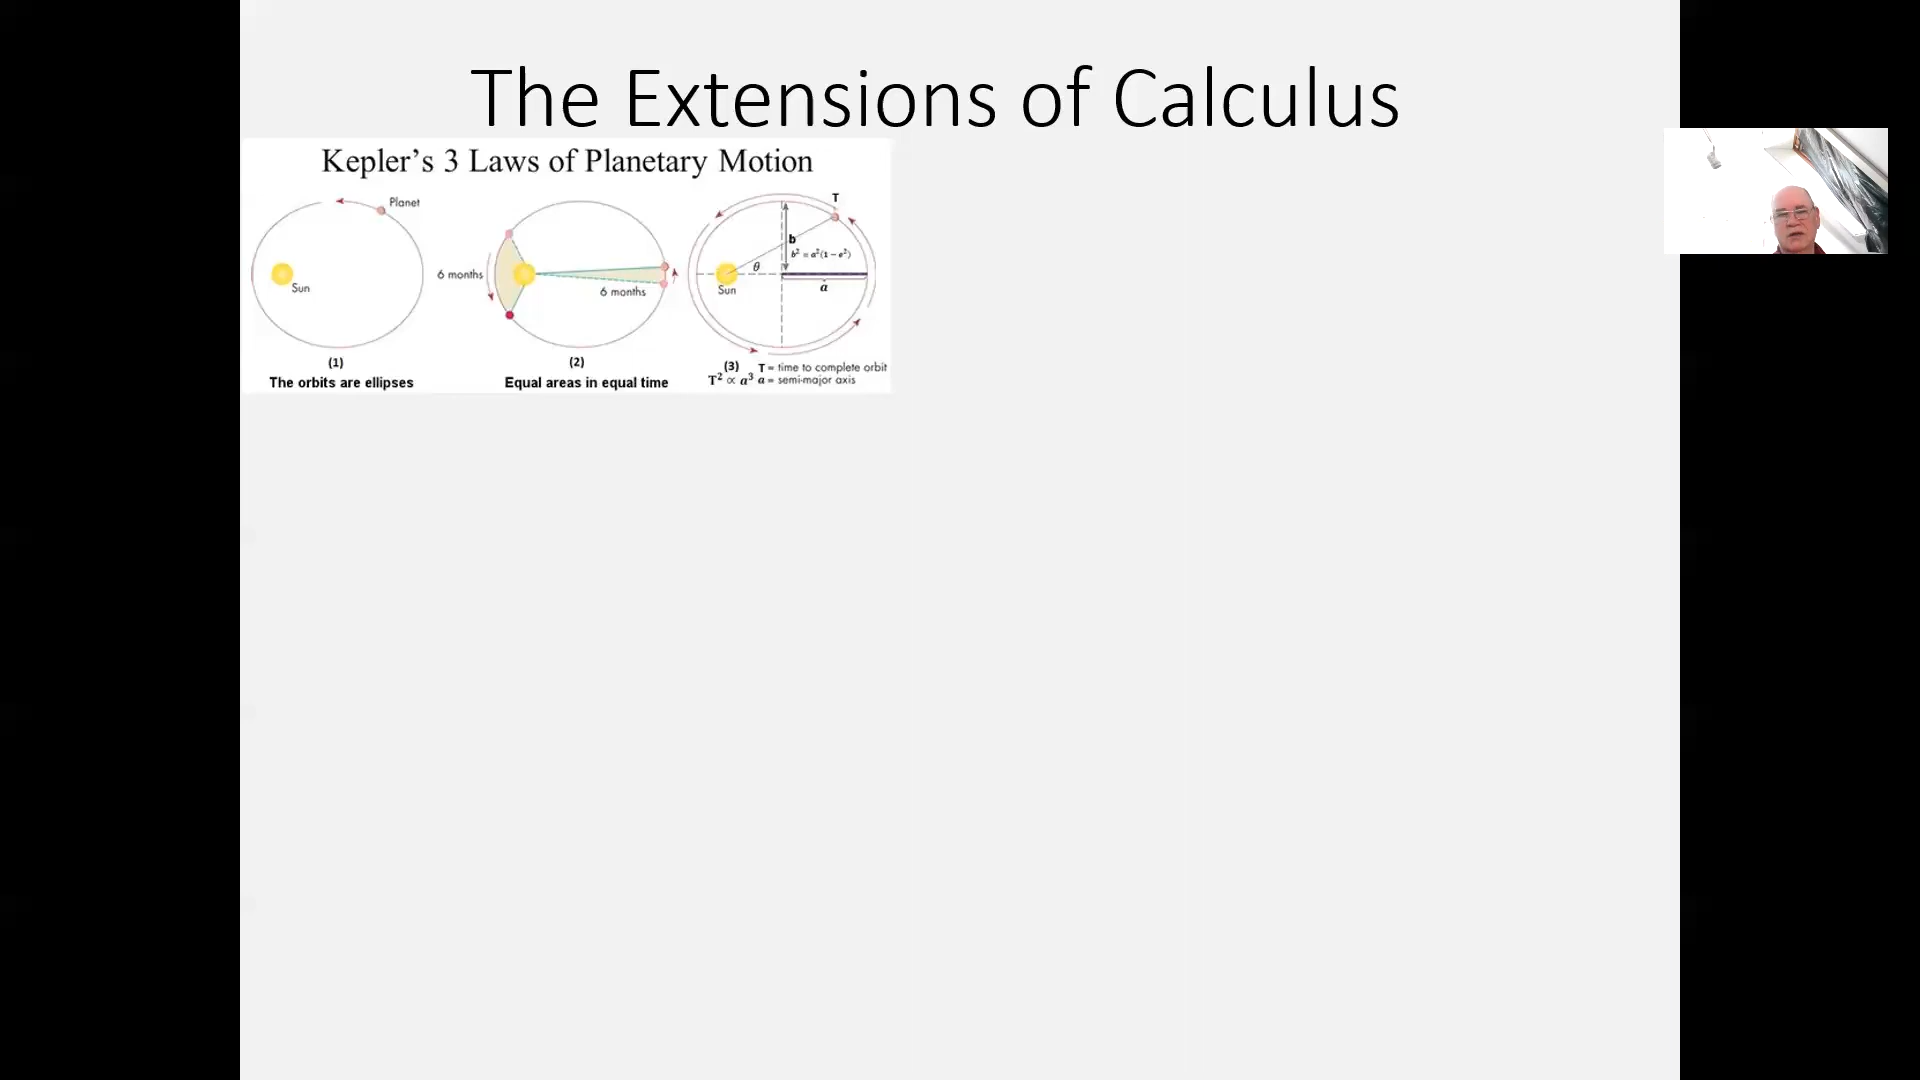 The Extensions of Calculus
Kepler's 3 Laws of Planetary Motion
Planet
Sun
(1)
The orbits are ellipses
6 months
6 months
(2)
Equal areas in equal time
T
b
b² = a²(1 − e²)
θ
Sun
a
(3) T = time to complete orbit
T² ∝ a³ a = semi-major axis